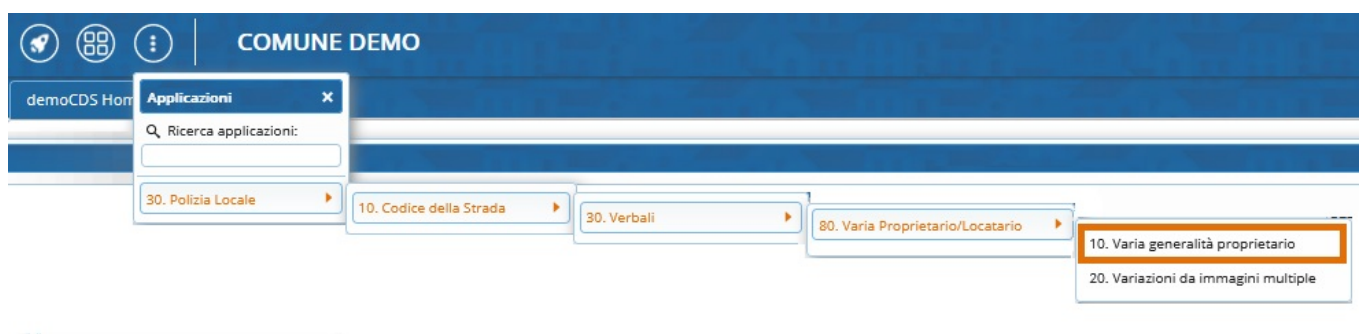 COMUNE DEMO
demoCDS Hom
Applicazioni
Ricerca applicazioni:
30. Polizia Locale
10. Codice della Strada
30. Verbali
80. Varia Proprietario/Locatario
10. Varia generalità proprietario
20. Variazioni da immagini multiple